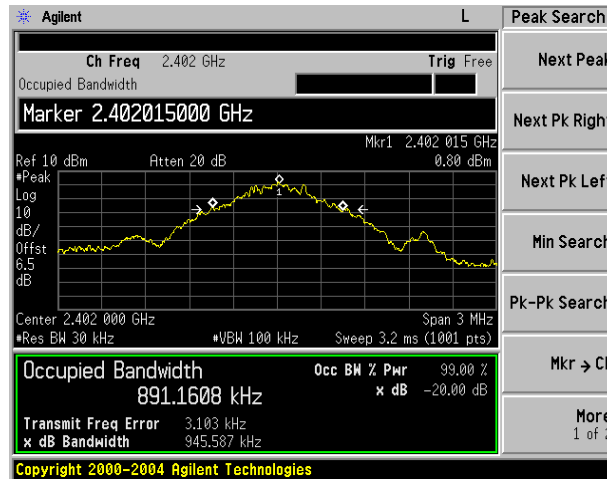 Agilent L Peak Search
Ch Freq 2.402 GHz Trig Free
Occupied Bandwidth
Marker 2.402015000 GHz
Mkr1 2.402 015 GHz
Ref 10 dBm Atten 20 dB 0.80 dBm
#Peak
Log
10
dB/
Offst
6.5
dB
1
Center 2.402 000 GHz Span 3 MHz
#Res BW 30 kHz #VBW 100 kHz Sweep 3.2 ms (1001 pts)
Occupied Bandwidth Occ BW % Pwr 99.00 %
891.1608 kHz x dB -20.00 dB
Transmit Freq Error 3.103 kHz
x dB Bandwidth 945.587 kHz
Copyright 2000-2004 Agilent Technologies
Next Peak
Next Pk Right
Next Pk Left
Min Search
Pk-Pk Search
Mkr → C
More
1 of 2